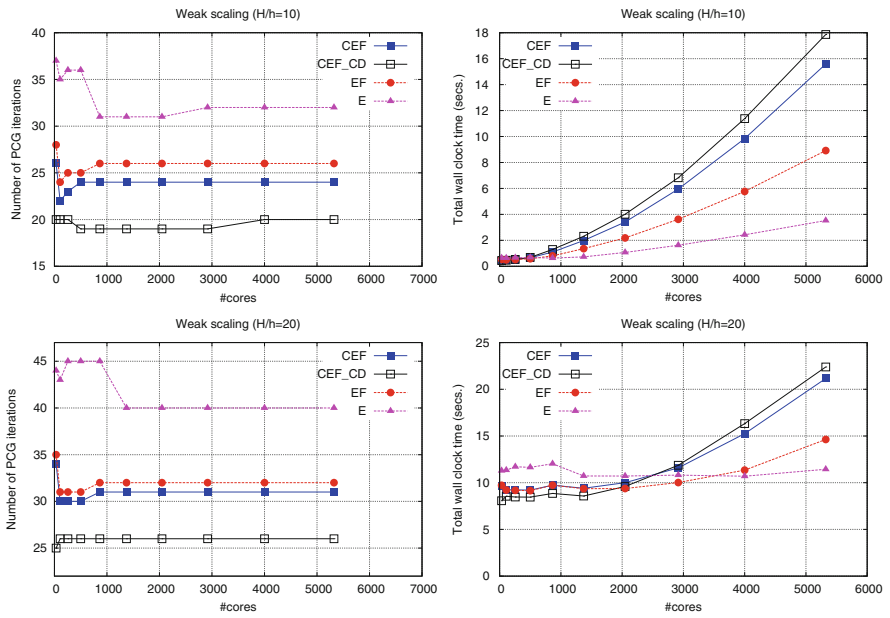 Weak scaling (H/h=10)
Number of PCG iterations
40
35
30
25
20
15
0
1000
2000
3000
4000
5000
6000
7000
#cores
CEF
CEF_CD
EF
E
Weak scaling (H/h=10)
Total wall clock time (secs.)
18
16
14
12
10
8
6
4
2
0
0
1000
2000
3000
4000
5000
6000
#cores
CEF
CEF_CD
EF
E
Weak scaling (H/h=20)
Number of PCG iterations
45
40
35
30
25
0
1000
2000
3000
4000
5000
6000
7000
#cores
CEF
CEF_CD
EF
E
Weak scaling (H/h=20)
Total wall clock time (secs.)
25
20
15
10
5
0
0
1000
2000
3000
4000
5000
6000
#cores
CEF
CEF_CD
EF
E